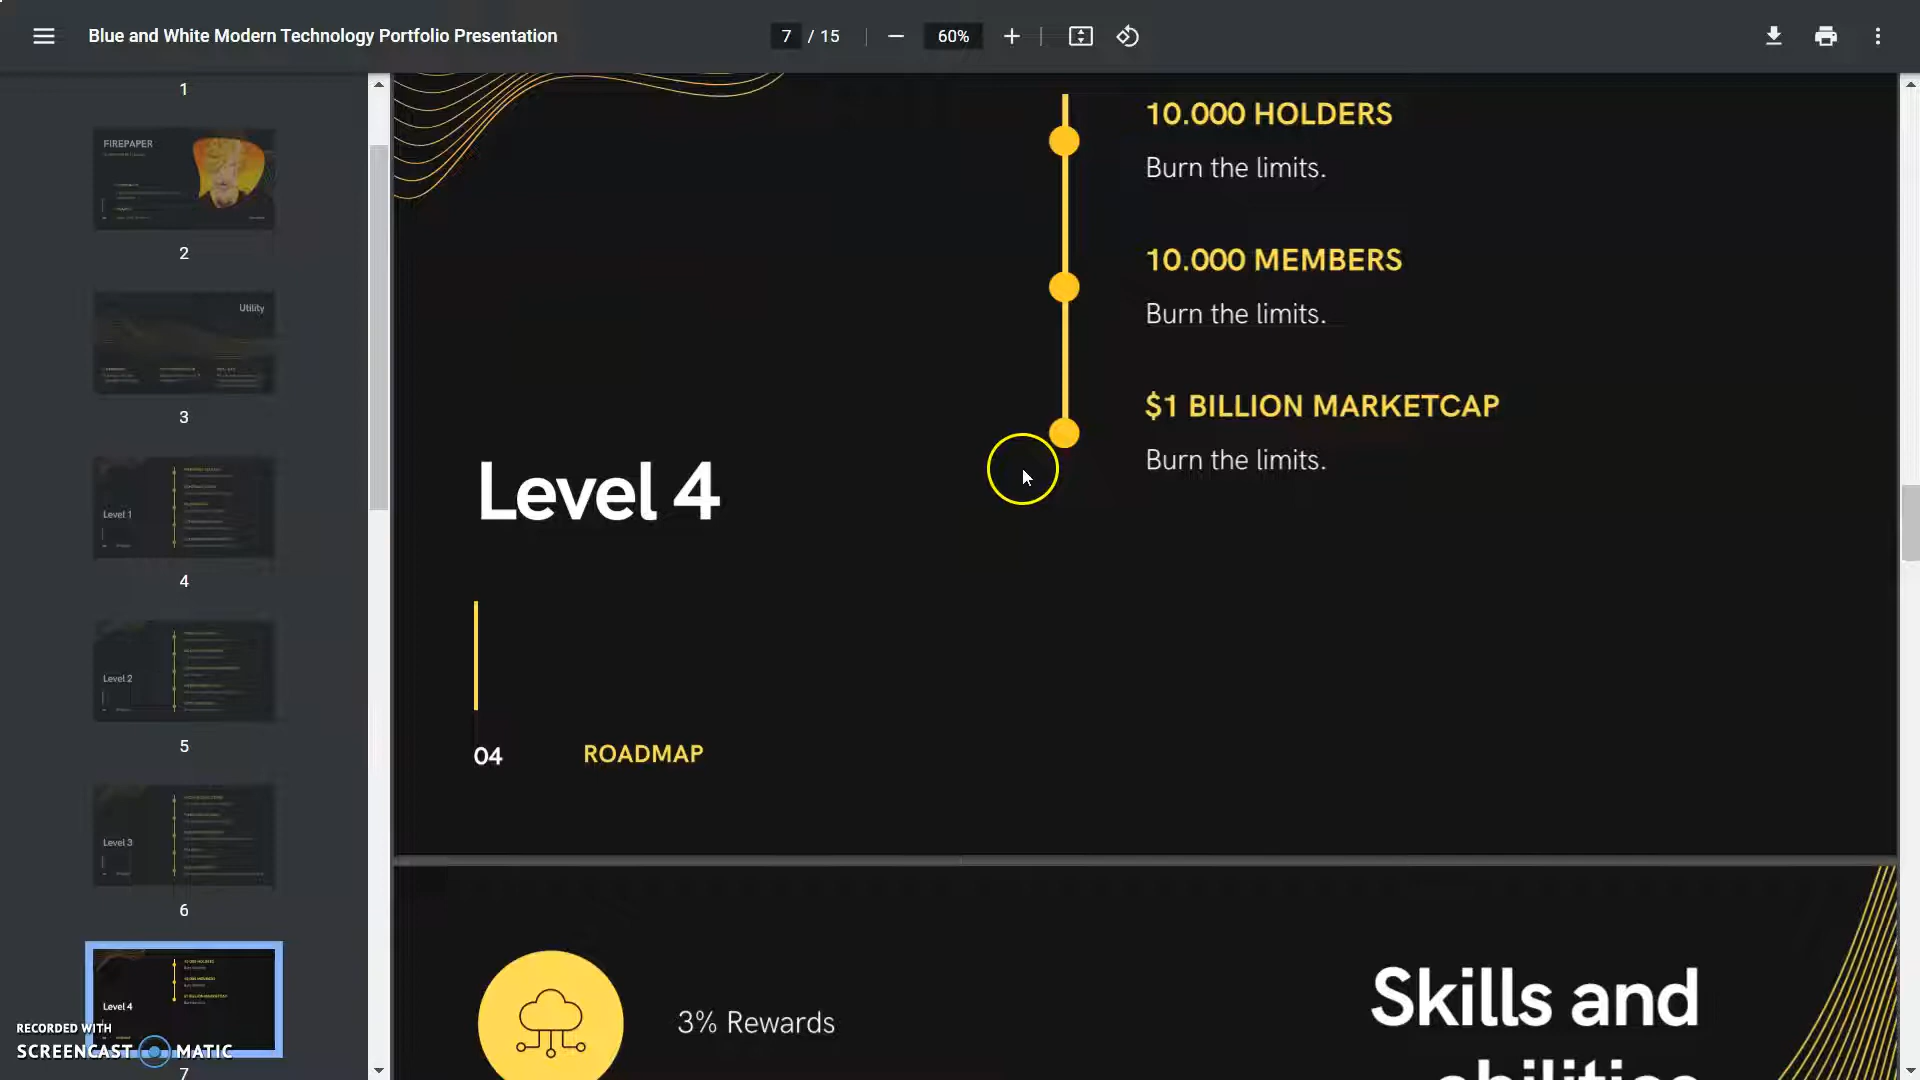 Blue and White Modern Technology Portfolio Presentation
7 / 15
60%
1
FIREPAPER
2
Utility
3
Level 1
4
Level 2
5
Level 3
6
Level 4
7
10.000 HOLDERS
Burn the limits.
10.000 MEMBERS
Burn the limits.
$1 BILLION MARKETCAP
Burn the limits.
Level 4
04 ROADMAP
3% Rewards
Skills and
abilities
RECORDED WITH
SCREENCAST MATIC